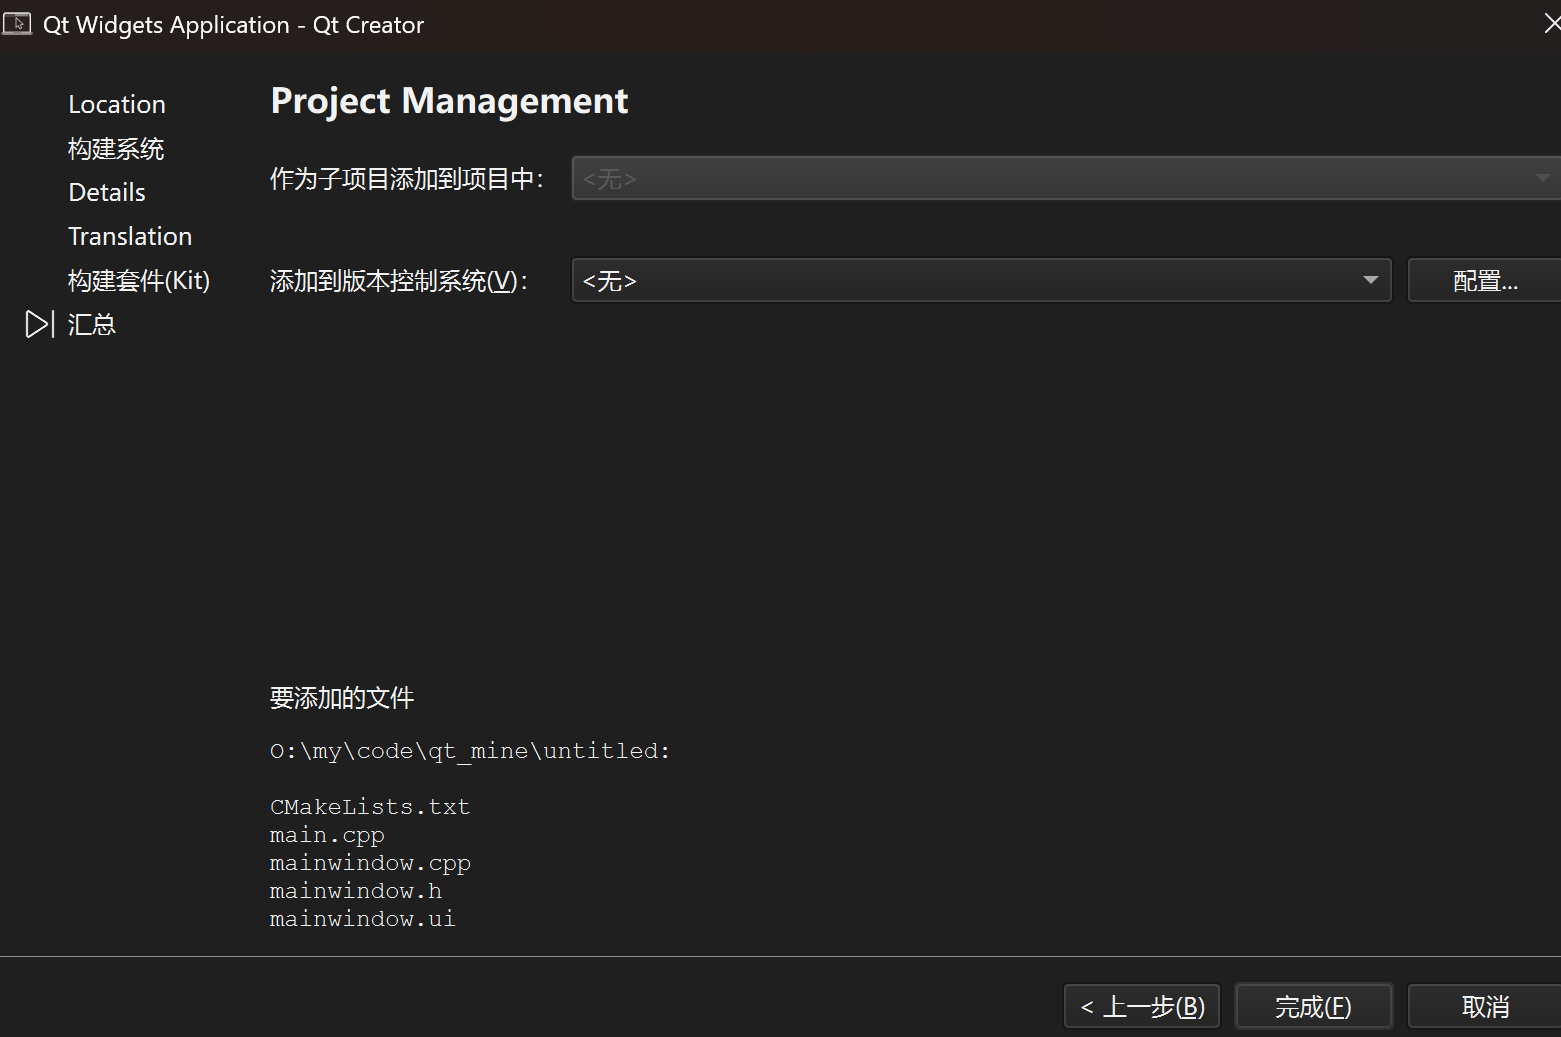 Qt Widgets Application - Qt Creator
Location
构建系统
Details
Translation
构建套件(Kit)
汇总
Project Management
作为子项目添加到项目中：
<无>
添加到版本控制系统(V)：
<无>
配置...
要添加的文件
O:\my\code\qt_mine\untitled:
CMakeLists.txt
main.cpp
mainwindow.cpp
mainwindow.h
mainwindow.ui
< 上一步(B)
完成(F)
取消